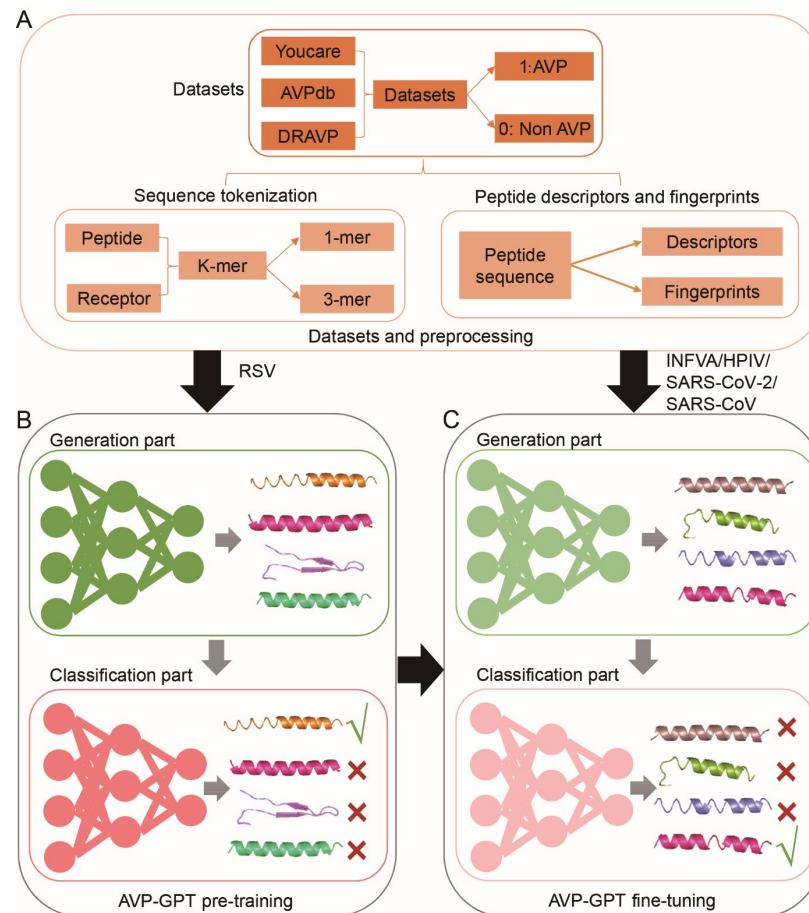 A
Youcare
AVPdb
DRAVP
Datasets
Datasets
1:AVP
0: Non AVP
Sequence tokenization
Peptide descriptors and fingerprints
Peptide
Receptor
K-mer
1-mer
3-mer
Peptide
sequence
Descriptors
Fingerprints
Datasets and preprocessing
RSV
INFVA/HPIV/
SARS-CoV-2/
SARS-CoV
B
Generation part
Classification part
AVP-GPT pre-training
C
Generation part
Classification part
AVP-GPT fine-tuning